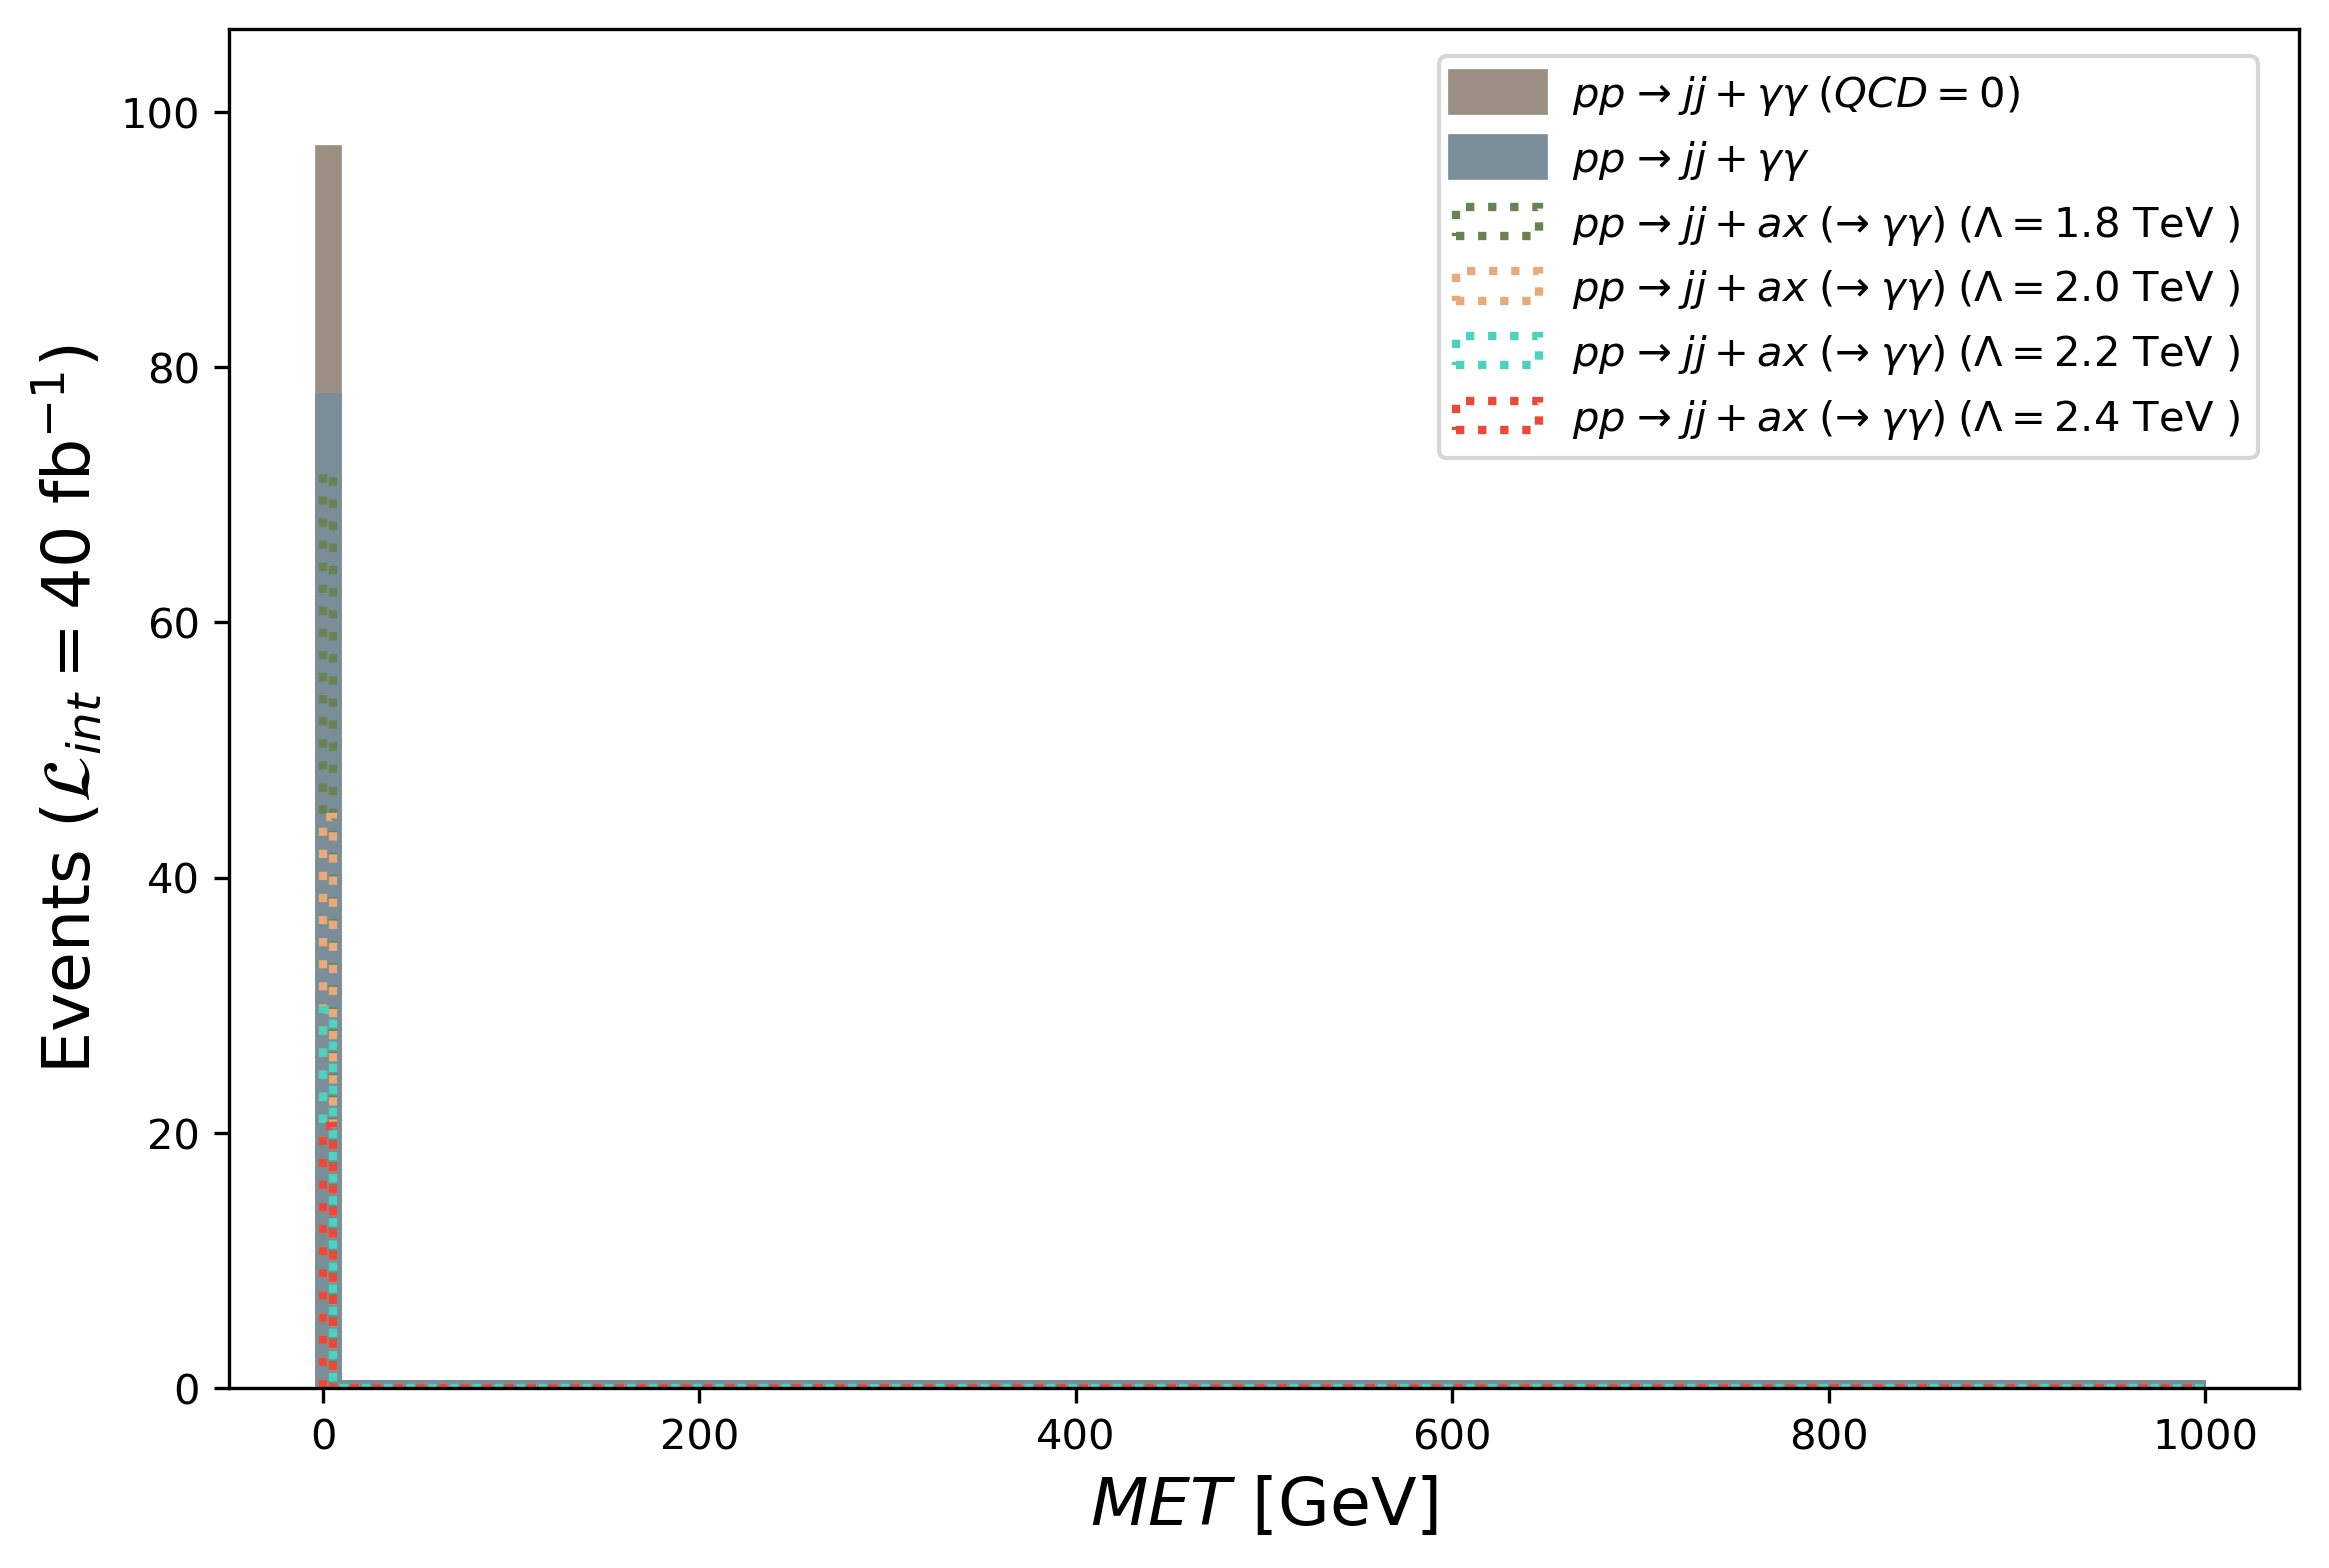 pp → jj + γγ (QCD = 0)
pp → jj + γγ
pp → jj + ax (→ γγ) (Λ = 1.8 TeV )
pp → jj + ax (→ γγ) (Λ = 2.0 TeV )
pp → jj + ax (→ γγ) (Λ = 2.2 TeV )
pp → jj + ax (→ γγ) (Λ = 2.4 TeV )
Events (ℒ_int = 40 fb⁻¹)
100
80
60
40
20
0
0 200 400 600 800 1000
MET [GeV]